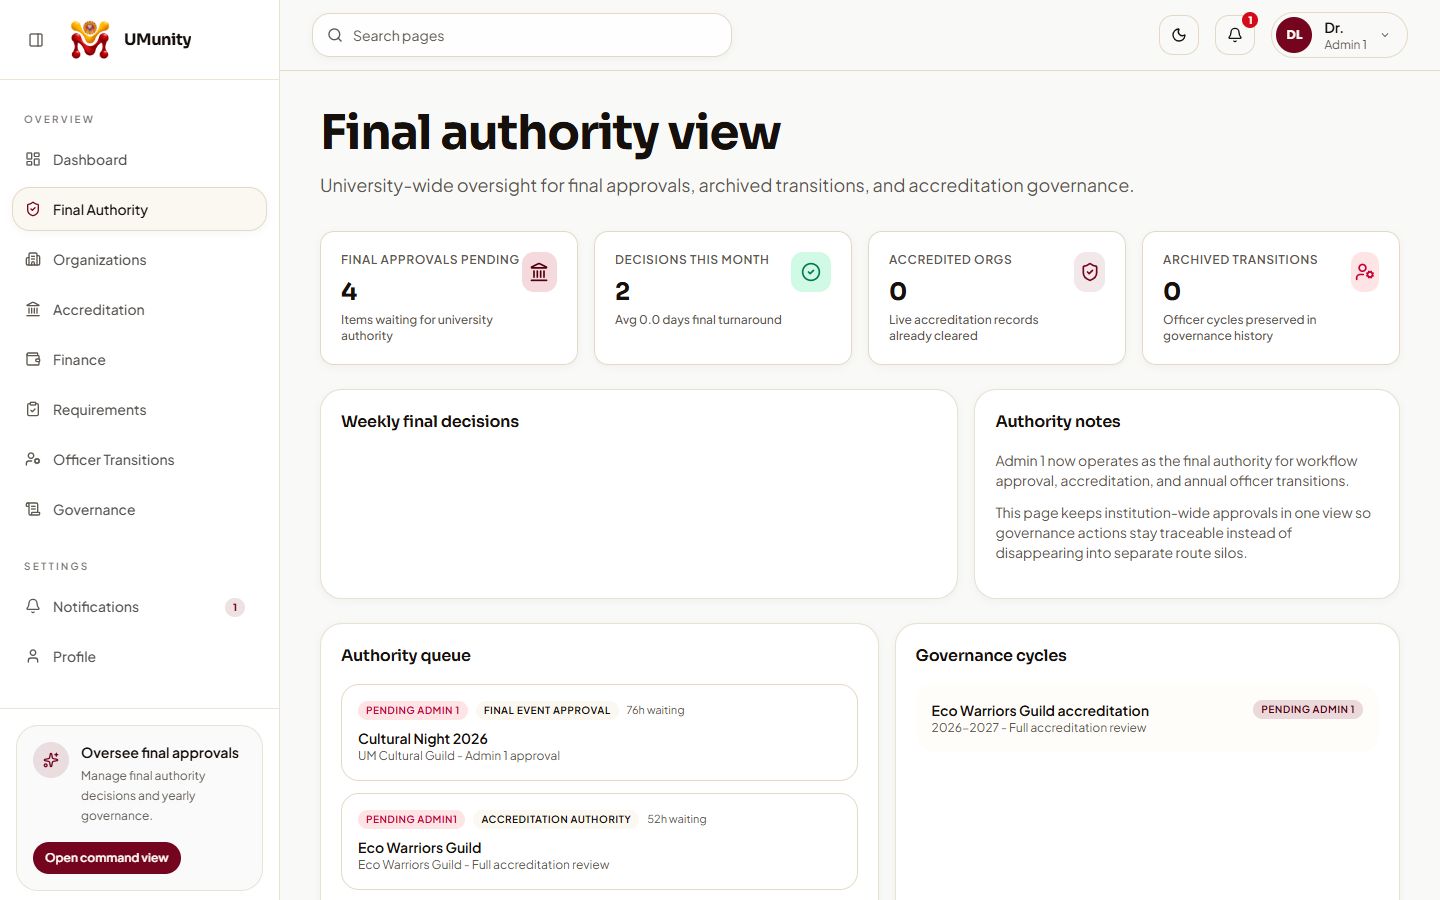 UMunity
Search pages
1
DL
Dr.
Admin 1
OVERVIEW
Dashboard
Final Authority
Organizations
Accreditation
Finance
Requirements
Officer Transitions
Governance
SETTINGS
Notifications
1
Profile
Oversee final approvals
Manage final authority
decisions and yearly
governance.
Open command view
Final authority view
University-wide oversight for final approvals, archived transitions, and accreditation governance.
FINAL APPROVALS PENDING
4
Items waiting for university
authority
DECISIONS THIS MONTH
2
Avg 0.0 days final turnaround
ACCREDITED ORGS
0
Live accreditation records
already cleared
ARCHIVED TRANSITIONS
0
Officer cycles preserved in
governance history
Weekly final decisions
Authority notes
Admin 1 now operates as the final authority for workflow
approval, accreditation, and annual officer transitions.
This page keeps institution-wide approvals in one view so
governance actions stay traceable instead of
disappearing into separate route silos.
Authority queue
PENDING ADMIN 1 FINAL EVENT APPROVAL 76h waiting
Cultural Night 2026
UM Cultural Guild - Admin 1 approval
PENDING ADMIN1 ACCREDITATION AUTHORITY 52h waiting
Eco Warriors Guild
Eco Warriors Guild - Full accreditation review
Governance cycles
Eco Warriors Guild accreditation
2026–2027 - Full accreditation review
PENDING ADMIN 1